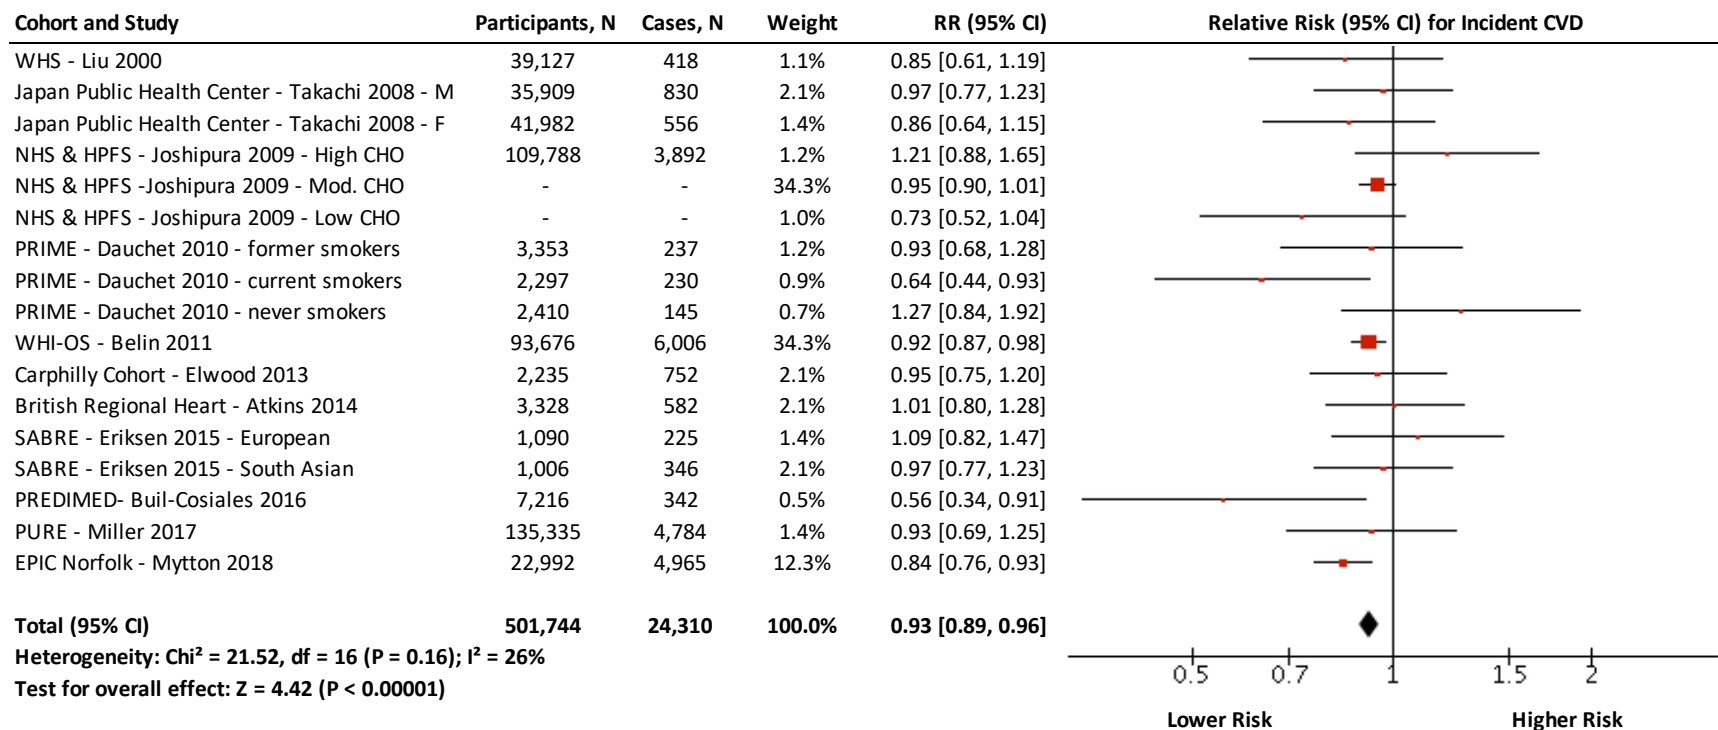 Cohort and Study Participants, N Cases, N Weight RR (95% CI) Relative Risk (95% CI) for Incident CVD
WHS - Liu 2000 39,127 418 1.1% 0.85 [0.61, 1.19]
Japan Public Health Center - Takachi 2008 - M 35,909 830 2.1% 0.97 [0.77, 1.23]
Japan Public Health Center - Takachi 2008 - F 41,982 556 1.4% 0.86 [0.64, 1.15]
NHS & HPFS - Joshipura 2009 - High CHO 109,788 3,892 1.2% 1.21 [0.88, 1.65]
NHS & HPFS -Joshipura 2009 - Mod. CHO - - 34.3% 0.95 [0.90, 1.01]
NHS & HPFS - Joshipura 2009 - Low CHO - - 1.0% 0.73 [0.52, 1.04]
PRIME - Dauchet 2010 - former smokers 3,353 237 1.2% 0.93 [0.68, 1.28]
PRIME - Dauchet 2010 - current smokers 2,297 230 0.9% 0.64 [0.44, 0.93]
PRIME - Dauchet 2010 - never smokers 2,410 145 0.7% 1.27 [0.84, 1.92]
WHI-OS - Belin 2011 93,676 6,006 34.3% 0.92 [0.87, 0.98]
Carphilly Cohort - Elwood 2013 2,235 752 2.1% 0.95 [0.75, 1.20]
British Regional Heart - Atkins 2014 3,328 582 2.1% 1.01 [0.80, 1.28]
SABRE - Eriksen 2015 - European 1,090 225 1.4% 1.09 [0.82, 1.47]
SABRE - Eriksen 2015 - South Asian 1,006 346 2.1% 0.97 [0.77, 1.23]
PREDIMED- Buil-Cosiales 2016 7,216 342 0.5% 0.56 [0.34, 0.91]
PURE - Miller 2017 135,335 4,784 1.4% 0.93 [0.69, 1.25]
EPIC Norfolk - Mytton 2018 22,992 4,965 12.3% 0.84 [0.76, 0.93]
Total (95% CI) 501,744 24,310 100.0% 0.93 [0.89, 0.96]
Heterogeneity: Chi² = 21.52, df = 16 (P = 0.16); I² = 26%
Test for overall effect: Z = 4.42 (P < 0.00001)
0.5 0.7 1 1.5 2
Lower Risk Higher Risk